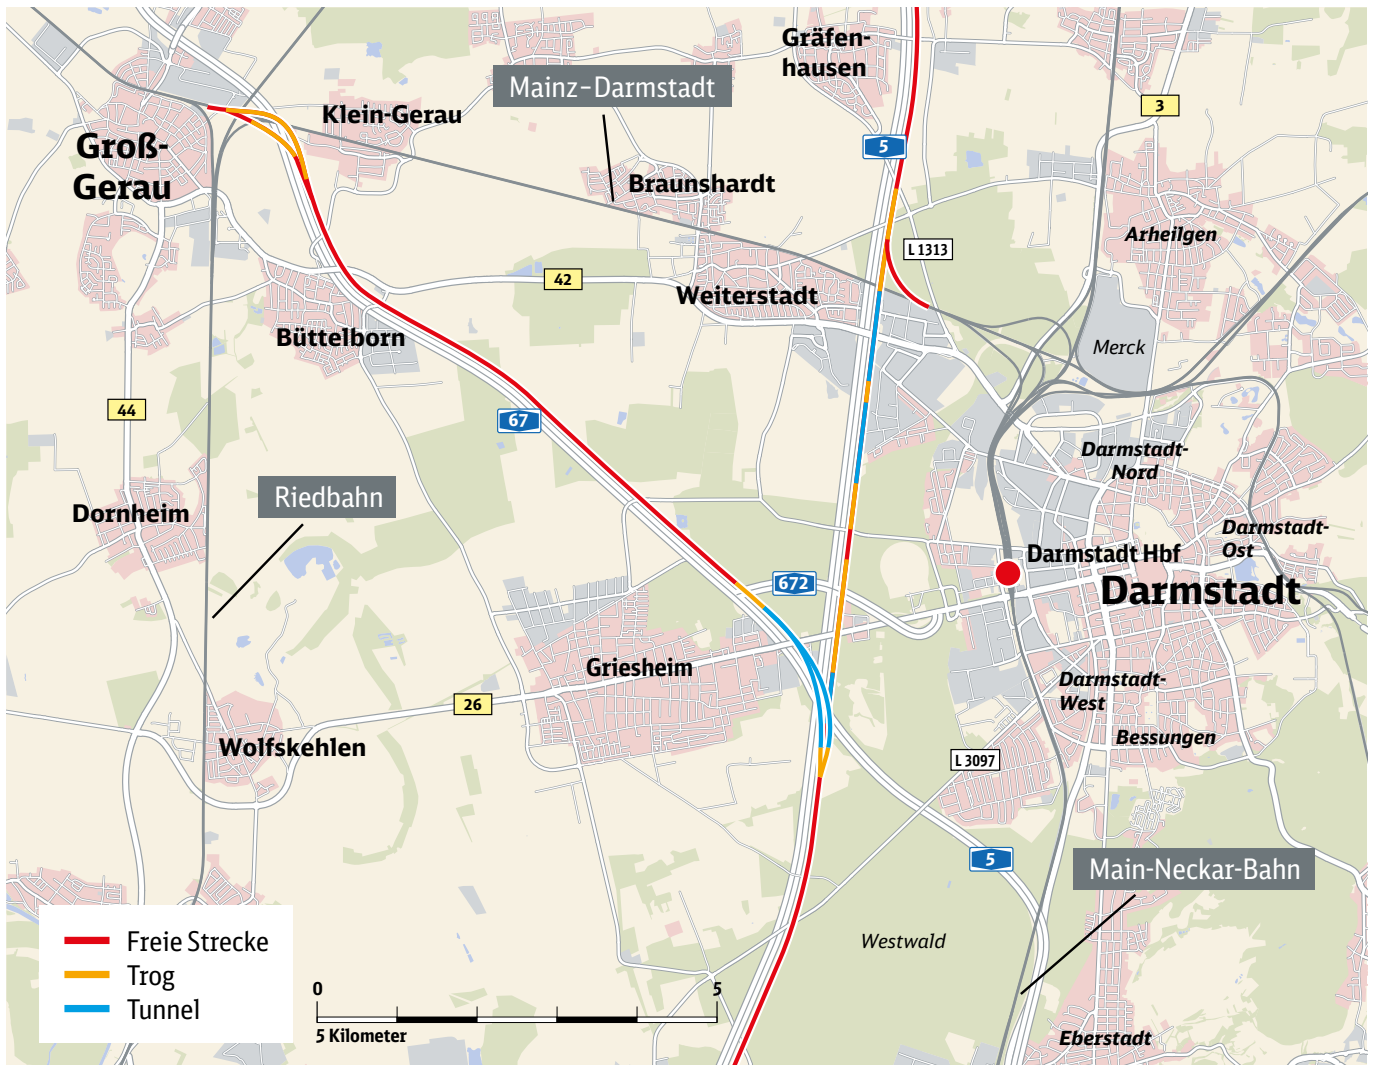 Gräfen-
hausen
Mainz–Darmstadt
3
Klein-Gerau
5
Groß-
Gerau
Braunshardt
Arheilgen
L 1313
42
Weiterstadt
Büttelborn
Merck
44
67
Darmstadt-
Nord
Riedbahn
Dornheim
Darmstadt-
Ost
Darmstadt Hbf
672
Darmstadt
Griesheim
Darmstadt-
West
26
Bessungen
Wolfskehlen
L 3097
5
Main-Neckar-Bahn
Westwald
Freie Strecke
Trog
Tunnel
0 5
5 Kilometer
Eberstadt